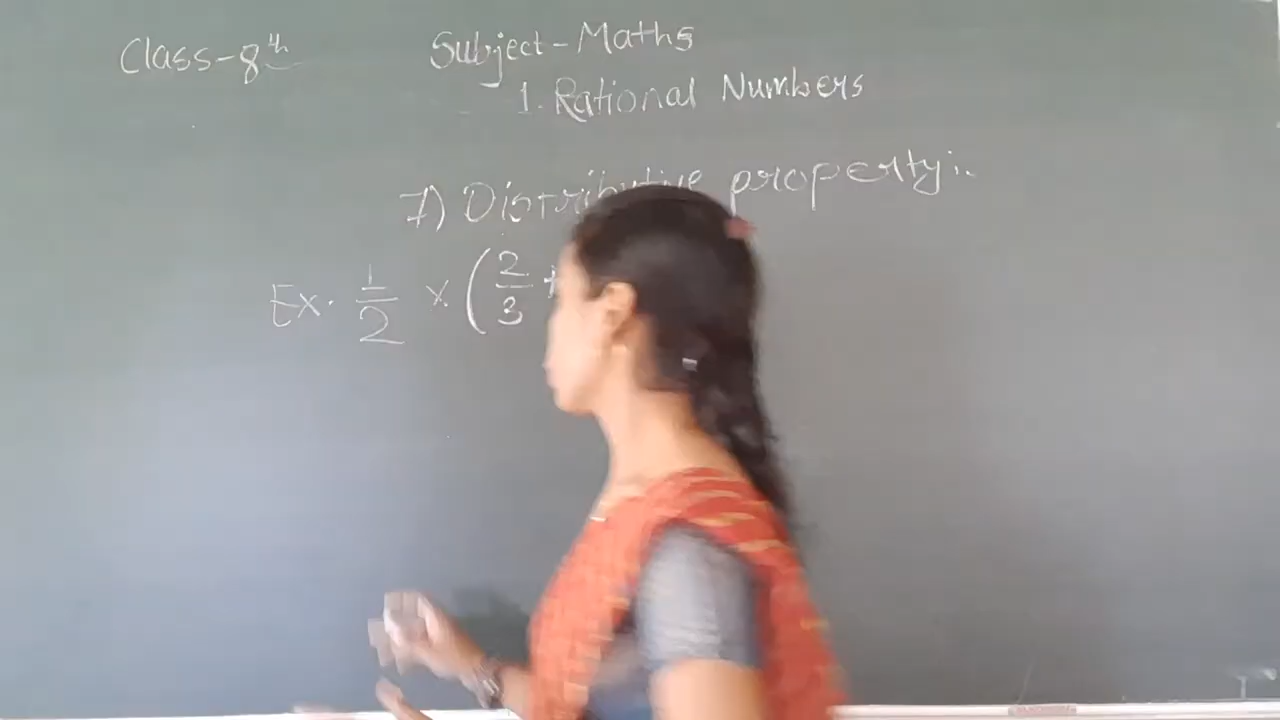 Class-8th
Subject-Maths
1. Rational Numbers
7) Distributive property:.
Ex. 1/2 × (2/3 +